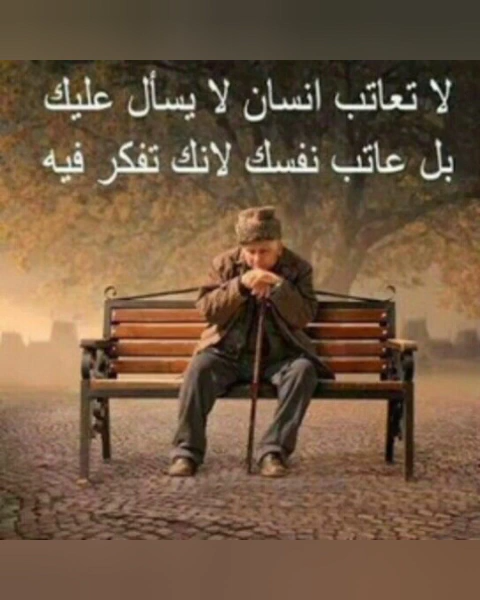 لا تعاتب انسان لا يسأل عليك
بل عاتب نفسك لانك تفكر فيه